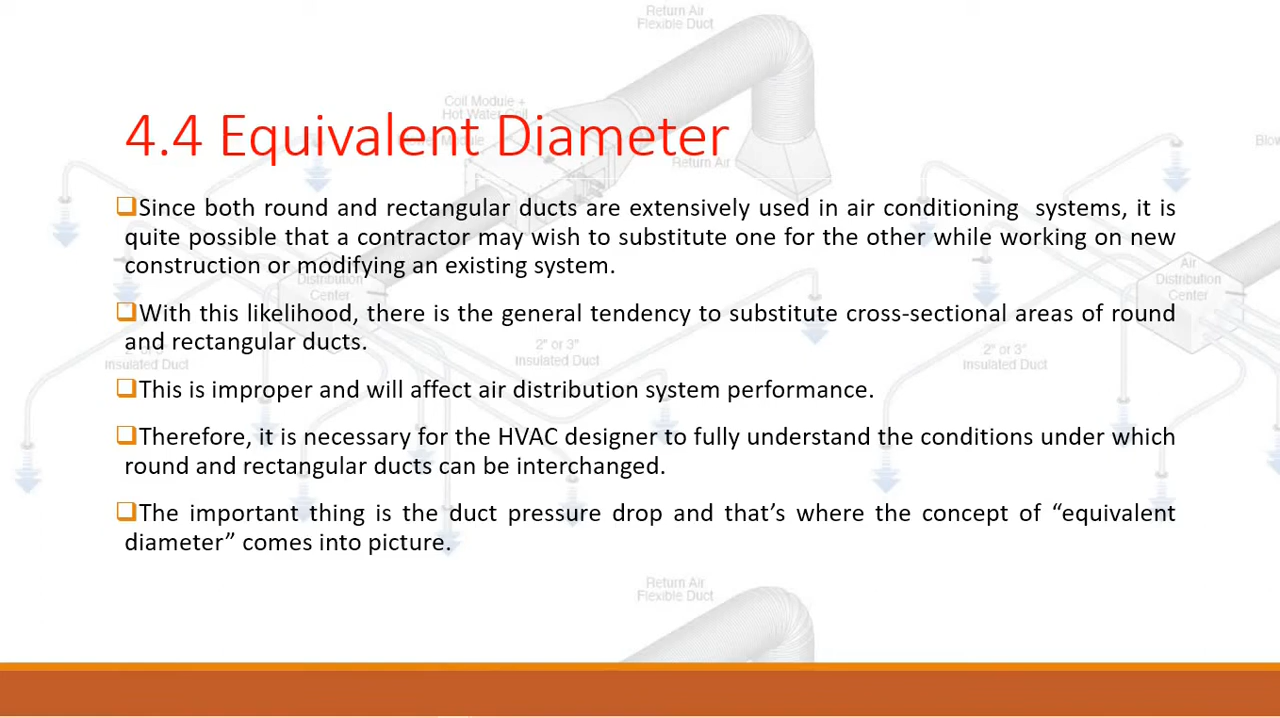 Return Air
Flexible Duct
Coil Module +
Hot Water Coil
4.4 Equivalent Diameter
Return Air
Blow
❑Since both round and rectangular ducts are extensively used in air conditioning systems, it is
quite possible that a contractor may wish to substitute one for the other while working on new
construction or modifying an existing system.
Air
Distribution
Center
Distribution
Center
❑With this likelihood, there is the general tendency to substitute cross-sectional areas of round
and rectangular ducts.
2" or 3"
Insulated Duct
2" or 3"
Insulated Duct
2" or 3"
Insulated Duct
❑This is improper and will affect air distribution system performance.
❑Therefore, it is necessary for the HVAC designer to fully understand the conditions under which
round and rectangular ducts can be interchanged.
❑The important thing is the duct pressure drop and that’s where the concept of “equivalent
diameter” comes into picture.
Return Air
Flexible Duct